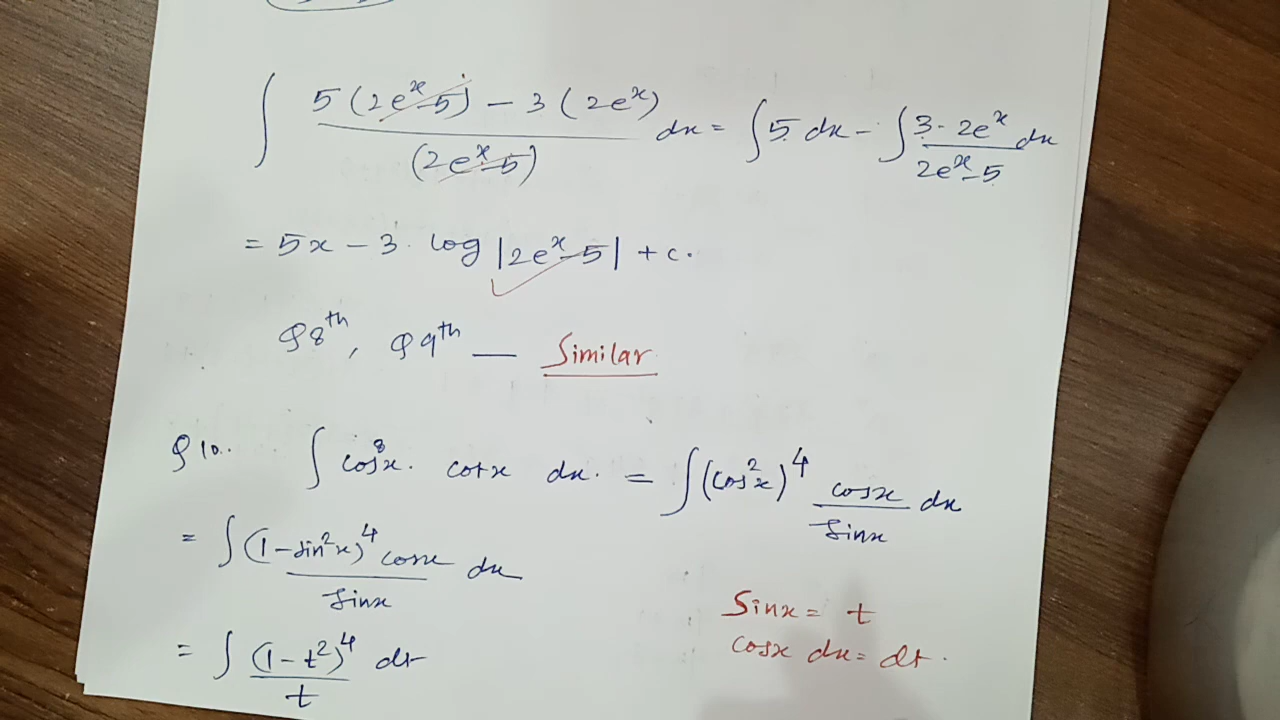 ∫ 5(2eˣ-5) - 3(2eˣ) / (2eˣ-5) dx = ∫5 dx - ∫ 3·2eˣ / 2eˣ-5 dx
= 5x - 3·log|2eˣ-5| + c.
Q8ᵗʰ, Q9ᵗʰ — Similar
Q10. ∫ cos⁸x. cotx dx. = ∫(cos²x)⁴ cosx / sinx dx
= ∫ (1-sin²x)⁴ cosx / sinx dx
Sinx = t
cosx dx = dt.
= ∫ (1-t²)⁴ / t dt